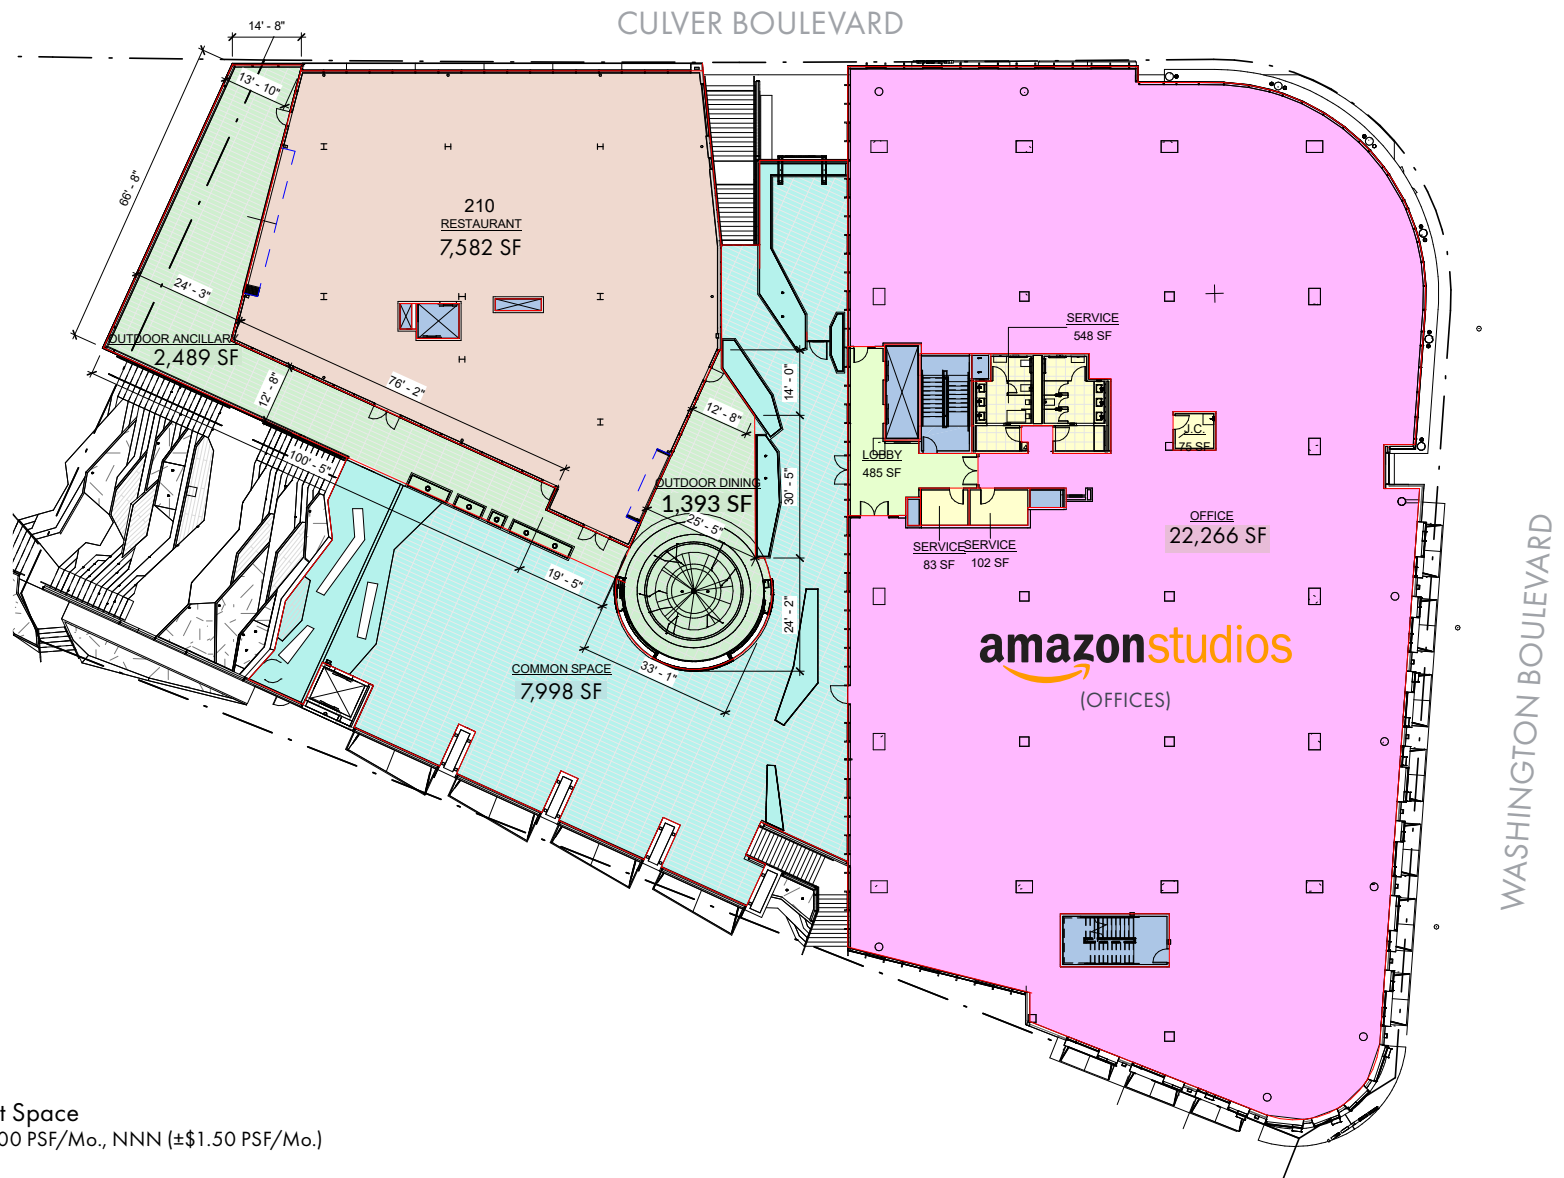 CULVER BOULEVARD
14' - 8"
13' - 10"
66' - 8"
210
RESTAURANT
7,582 SF
24' - 3"
OUTDOOR ANCILLARY
2,489 SF
12' - 8"
76' - 2"
100' - 5"
14' - 0"
12' - 8"
30' - 5"
OUTDOOR DINING
1,393 SF
25' - 5"
19' - 5"
24' - 2"
33' - 1"
COMMON SPACE
7,998 SF
SERVICE
548 SF
J.C.
75 SF
LOBBY
485 SF
SERVICE
83 SF
SERVICE
102 SF
OFFICE
22,266 SF
amazonstudios
(OFFICES)
WASHINGTON BOULEVARD
t Space
00 PSF/Mo., NNN (±$1.50 PSF/Mo.)